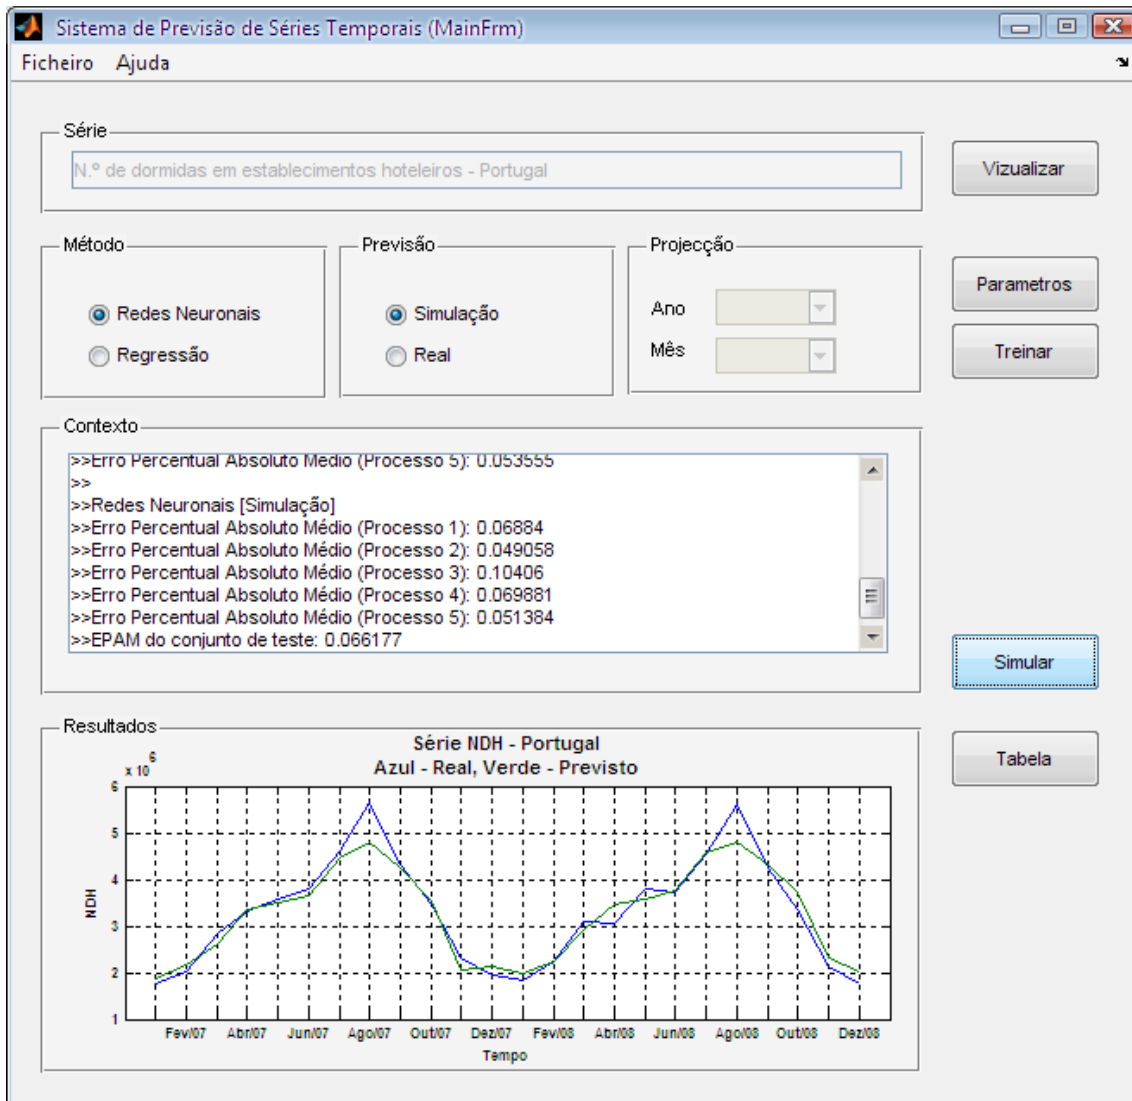 Sistema de Previsão de Séries Temporais (MainFrm)
Ficheiro Ajuda
Série
N.º de dormidas em establecimentos hoteleiros - Portugal
Vizualizar
Método
Previsão
Projecção
Redes Neuronais
Regressão
Simulação
Real
Ano
Mês
Parametros
Treinar
Contexto
>>Erro Percentual Absoluto Médio (Processo 5): 0.053555
>>
>>Redes Neuronais [Simulação]
>>Erro Percentual Absoluto Médio (Processo 1): 0.06884
>>Erro Percentual Absoluto Médio (Processo 2): 0.049058
>>Erro Percentual Absoluto Médio (Processo 3): 0.10406
>>Erro Percentual Absoluto Médio (Processo 4): 0.069881
>>Erro Percentual Absoluto Médio (Processo 5): 0.051384
>>EPAM do conjunto de teste: 0.066177
Simular
Resultados
Tabela
Série NDH - Portugal
Azul - Real, Verde - Previsto
x 10 6
6
5
4
3
2
1
NDH
Fev/07 Abr/07 Jun/07 Ago/07 Out/07 Dez/07 Fev/08 Abr/08 Jun/08 Ago/08 Out/08 Dez/08
Tempo